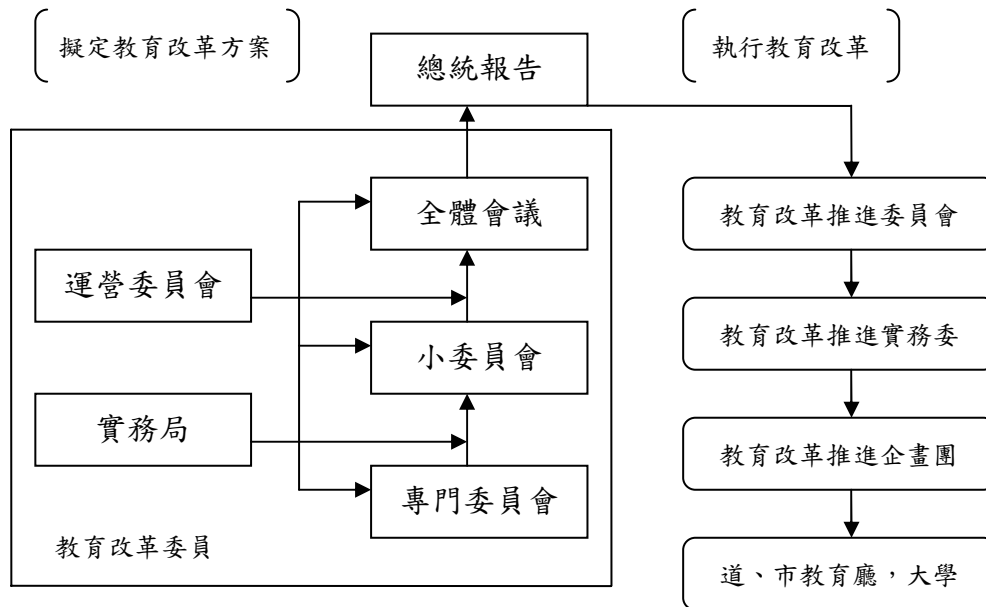 擬定教育改革方案
執行教育改革
總統報告
全體會議
教育改革推進委員會
運營委員會
小委員會
教育改革推進實務委
實務局
教育改革推進企畫團
專門委員會
教育改革委員
道、市教育廳，大學